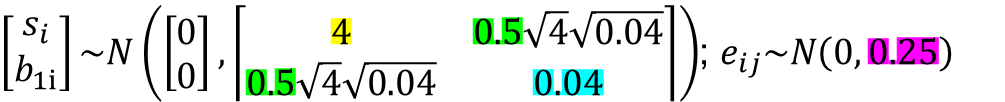 [s_i b_1i] ~N ([0 0], [4 0.5√4√0.04 0.5√4√0.04 0.04]); e_ij~N(0, 0.25)